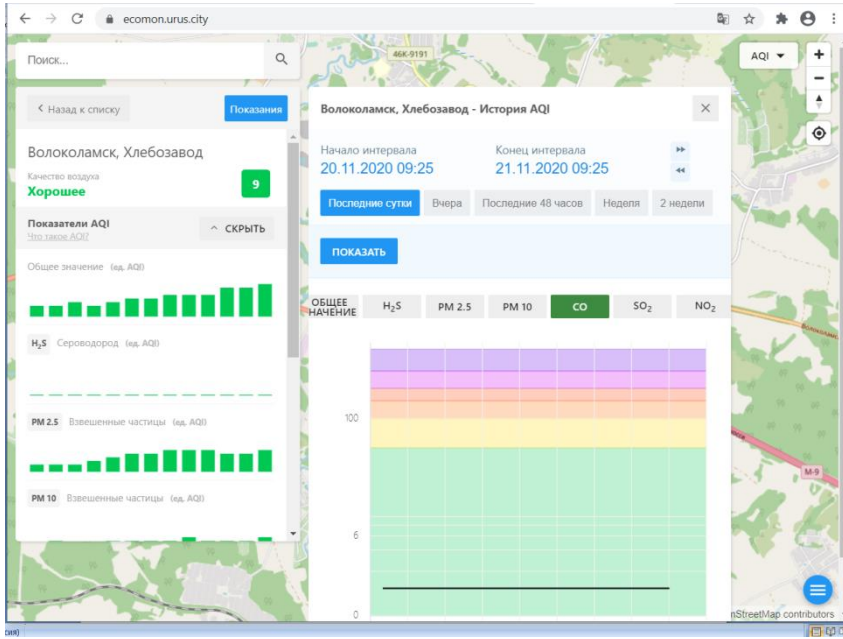 ecomon.urus.city
Поиск...
46К-9191
AQI
Назад к списку
Показания
Волоколамск, Хлебозавод
Качество воздуха
Хорошее
9
Показатели AQI
Что такое AQI?
СКРЫТЬ
Общее значение (ед. AQI)
H₂S Сероводород (ед. AQI)
PM 2.5 Взвешенные частицы (ед. AQI)
PM 10 Взвешенные частицы (ед. AQI)
Волоколамск, Хлебозавод - История AQI
Начало интервала
20.11.2020 09:25
Конец интервала
21.11.2020 09:25
Последние сутки
Вчера
Последние 48 часов
Неделя
2 недели
ПОКАЗАТЬ
ОБЩЕЕ
НАЧЕНИЕ
H₂S
PM 2.5
PM 10
CO
SO₂
NO₂
100
6
0
М-9
nStreetMap contributors